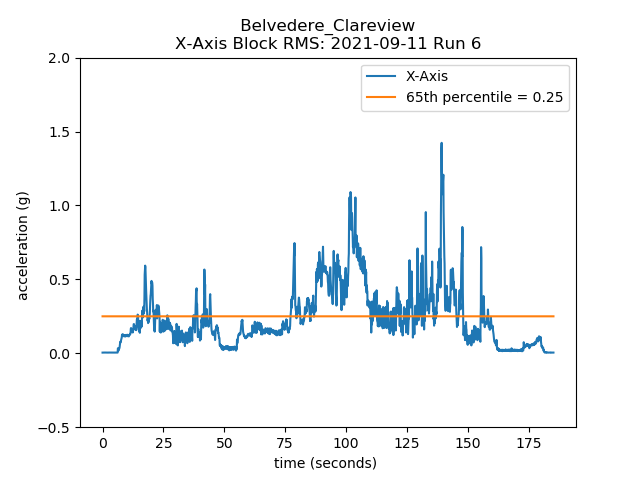 Belvedere_Clareview
X-Axis Block RMS: 2021-09-11 Run 6
X-Axis
65th percentile = 0.25
2.0
1.5
1.0
0.5
0.0
−0.5
acceleration (g)
0 25 50 75 100 125 150 175
time (seconds)